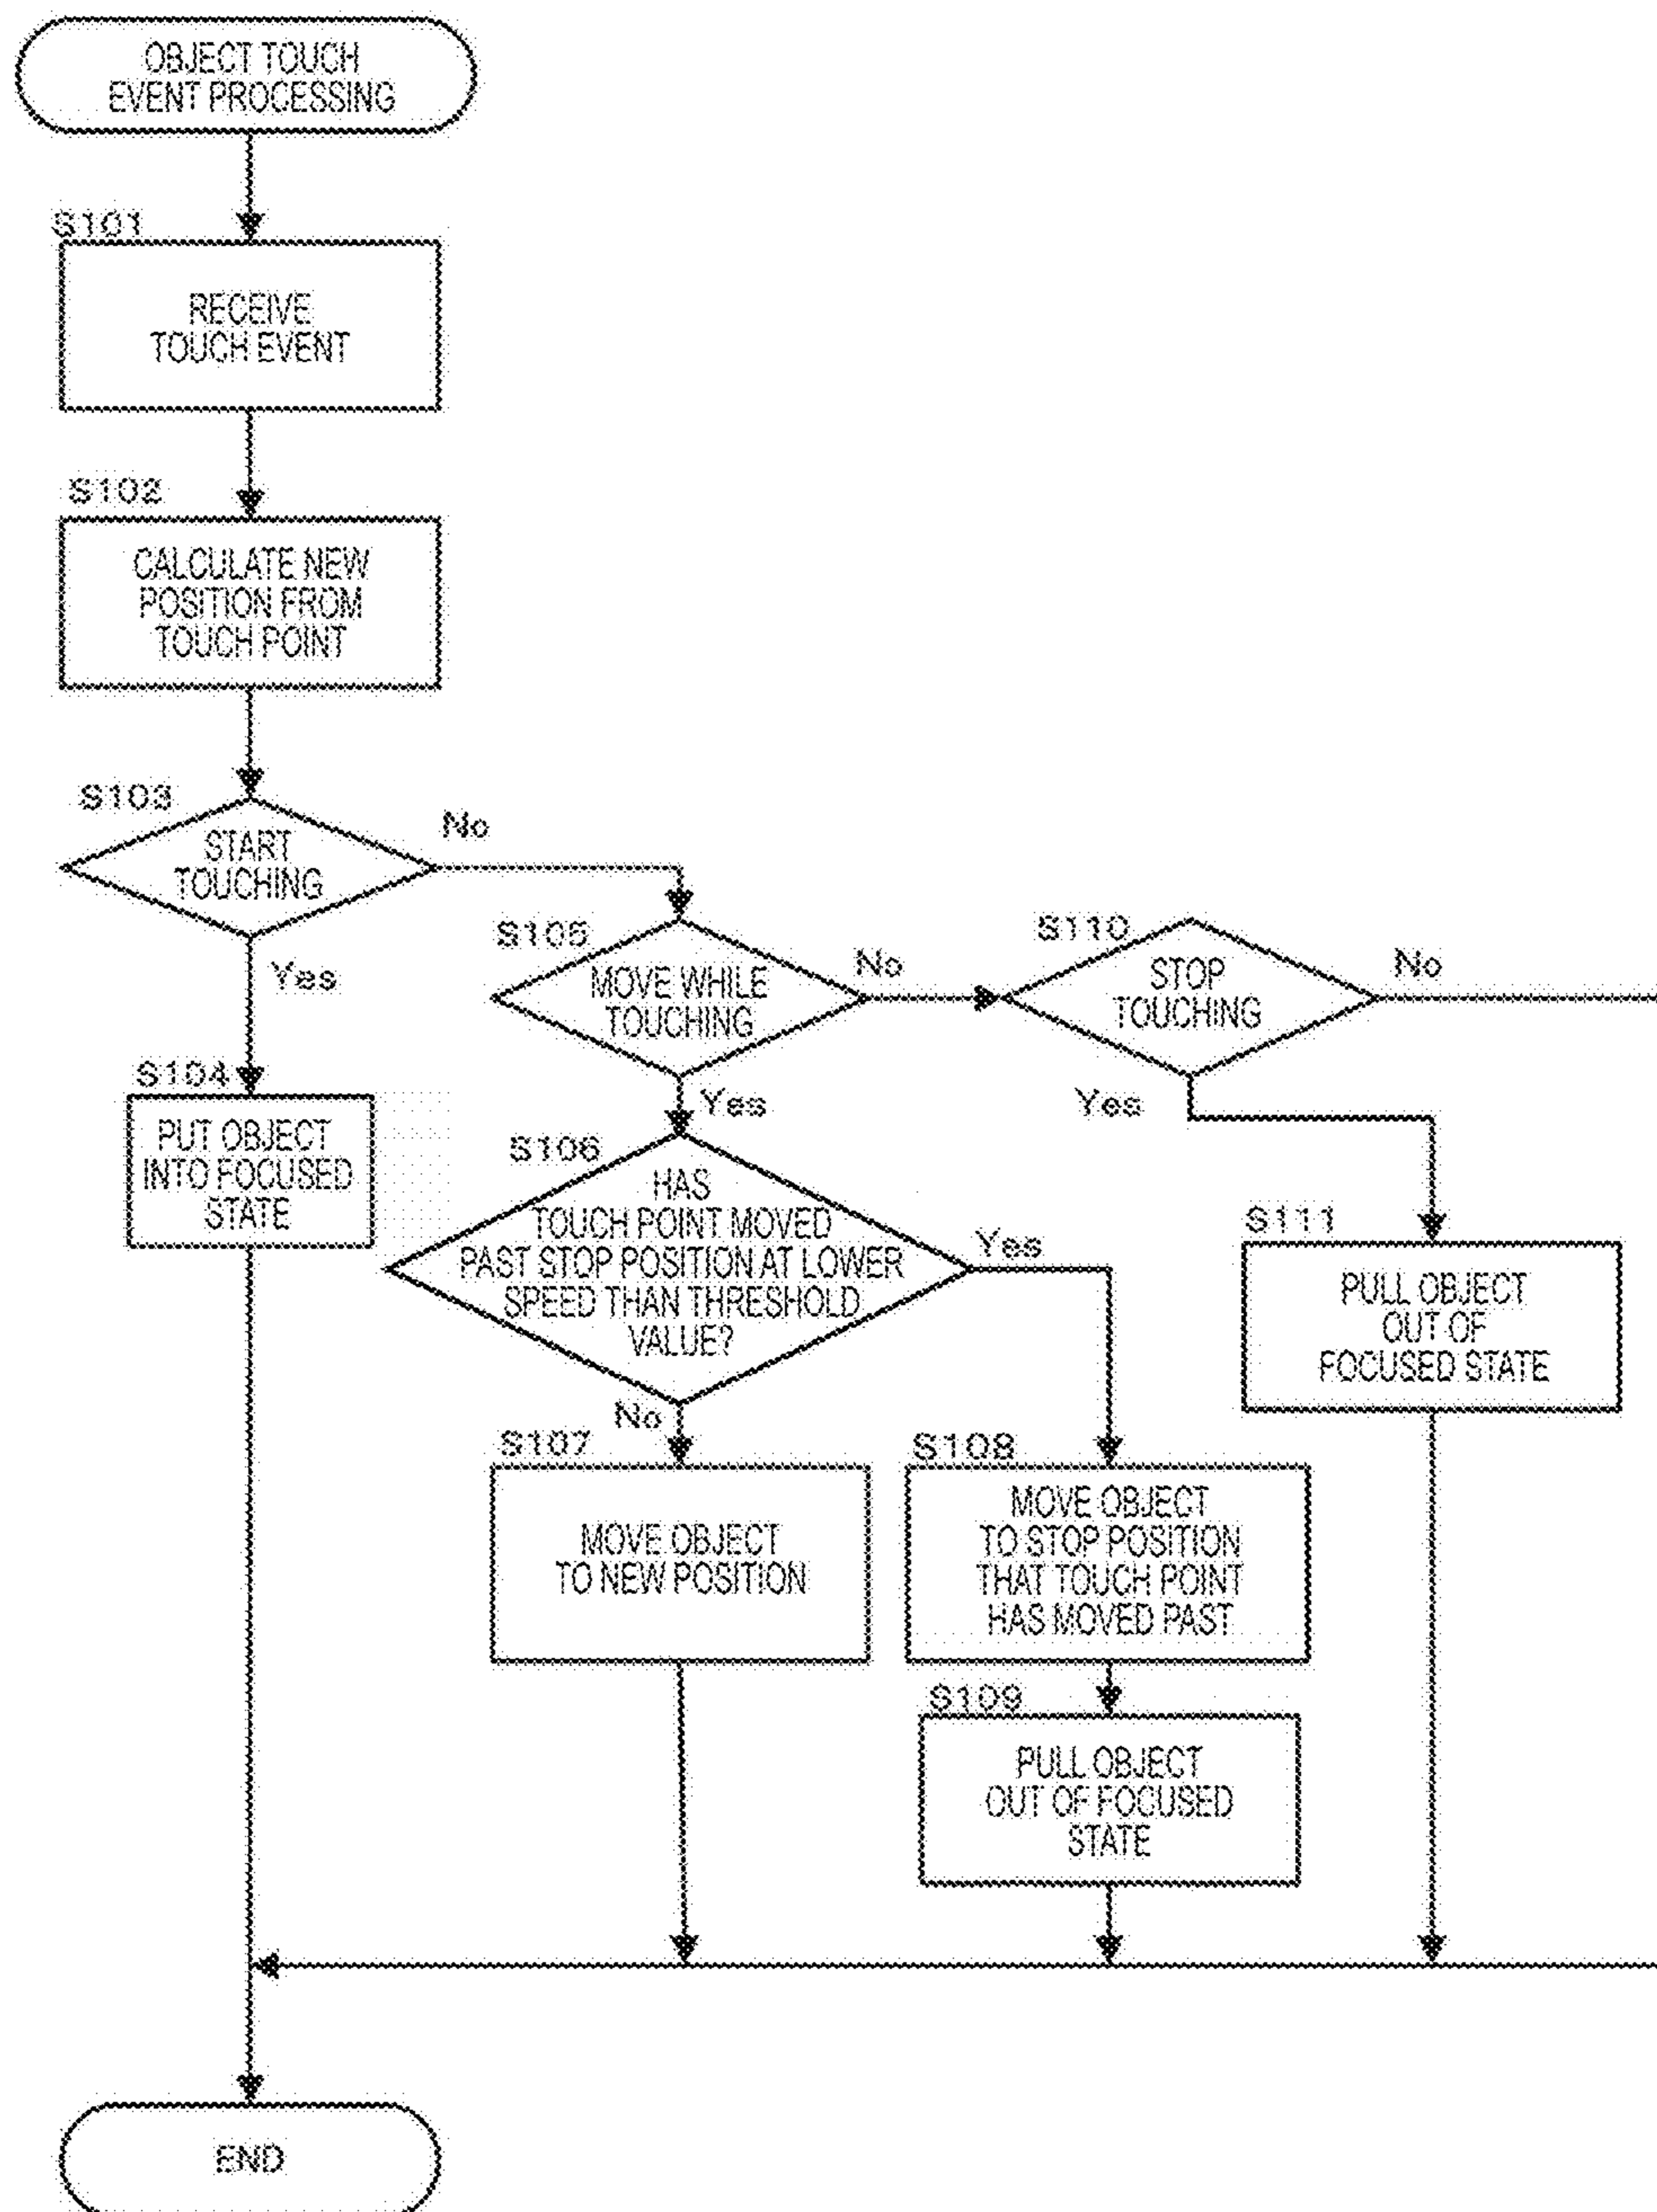 OBJECT TOUCH
EVENT PROCESSING
S101
RECEIVE
TOUCH EVENT
S102
CALCULATE NEW
POSITION FROM
TOUCH POINT
S103
START
TOUCHING
No
Yes
S104
PUT OBJECT
INTO FOCUSED
STATE
S105
MOVE WHILE
TOUCHING
No
Yes
S106
HAS
TOUCH POINT MOVED
PAST STOP POSITION AT LOWER
SPEED THAN THRESHOLD
VALUE?
Yes
No
S107
MOVE OBJECT
TO NEW POSITION
S108
MOVE OBJECT
TO STOP POSITION
THAT TOUCH POINT
HAS MOVED PAST
S109
PULL OBJECT
OUT OF FOCUSED
STATE
S110
STOP
TOUCHING
No
Yes
S111
PULL OBJECT
OUT OF
FOCUSED STATE
END